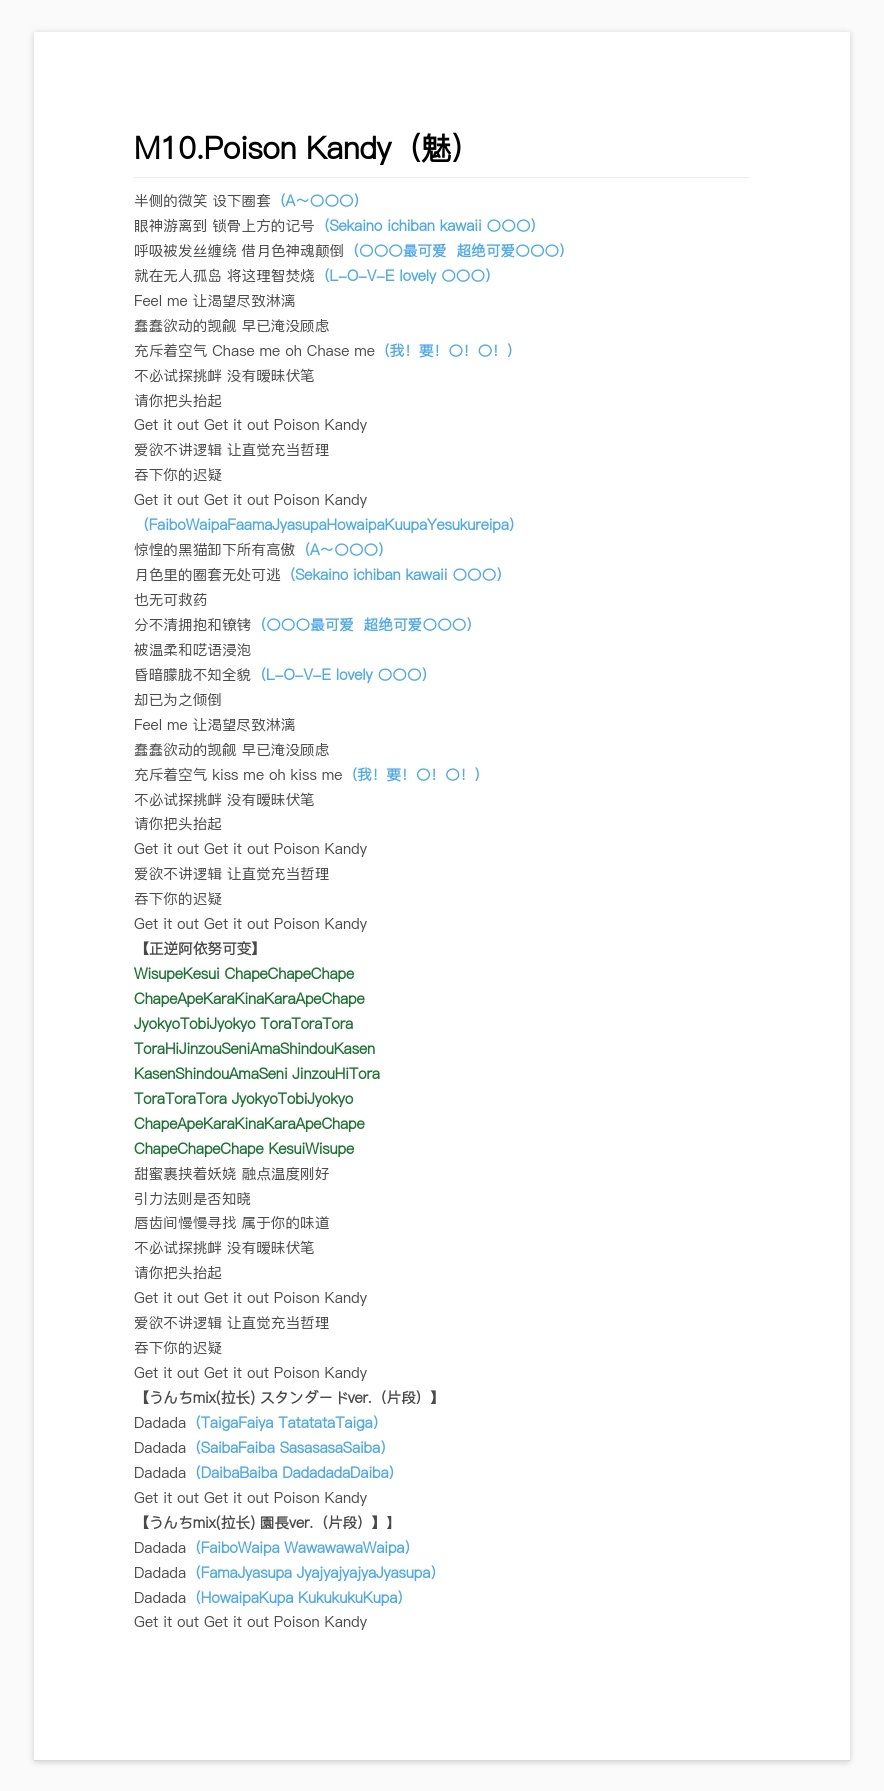 M10.Poison Kandy（魅）
半侧的微笑 设下圈套（A～〇〇〇）
眼神游离到 锁骨上方的记号（Sekaino ichiban kawaii 〇〇〇）
呼吸被发丝缠绕 借月色神魂颠倒（〇〇〇最可爱  超绝可爱〇〇〇）
就在无人孤岛 将这理智焚烧（L-O-V-E lovely 〇〇〇）
Feel me 让渴望尽致淋漓
蠢蠢欲动的觊觎 早已淹没顾虑
充斥着空气 Chase me oh Chase me（我！要！〇！〇！）
不必试探挑衅 没有暧昧伏笔
请你把头抬起
Get it out Get it out Poison Kandy
爱欲不讲逻辑 让直觉充当哲理
吞下你的迟疑
Get it out Get it out Poison Kandy
（FaiboWaipaFaamaJyasupaHowaipaKuupaYesukureipa）
惊惶的黑猫卸下所有高傲（A～〇〇〇）
月色里的圈套无处可逃（Sekaino ichiban kawaii 〇〇〇）
也无可救药
分不清拥抱和镣铐（〇〇〇最可爱  超绝可爱〇〇〇）
被温柔和呓语浸泡
昏暗朦胧不知全貌（L-O-V-E lovely 〇〇〇）
却已为之倾倒
Feel me 让渴望尽致淋漓
蠢蠢欲动的觊觎 早已淹没顾虑
充斥着空气 kiss me oh kiss me（我！要！〇！〇！）
不必试探挑衅 没有暧昧伏笔
请你把头抬起
Get it out Get it out Poison Kandy
爱欲不讲逻辑 让直觉充当哲理
吞下你的迟疑
Get it out Get it out Poison Kandy
【正逆阿依努可变】
WisupeKesui ChapeChapeChape
ChapeApeKaraKinaKaraApeChape
JyokyoTobiJyokyo ToraToraTora
ToraHiJinzouSeniAmaShindouKasen
KasenShindouAmaSeni JinzouHiTora
ToraToraTora JyokyoTobiJyokyo
ChapeApeKaraKinaKaraApeChape
ChapeChapeChape KesuiWisupe
甜蜜裹挟着妖娆 融点温度刚好
引力法则是否知晓
唇齿间慢慢寻找 属于你的味道
不必试探挑衅 没有暧昧伏笔
请你把头抬起
Get it out Get it out Poison Kandy
爱欲不讲逻辑 让直觉充当哲理
吞下你的迟疑
Get it out Get it out Poison Kandy
【うんちmix(拉长) スタンダードver.（片段）】
Dadada（TaigaFaiya TatatataTaiga）
Dadada（SaibaFaiba SasasasaSaiba）
Dadada（DaibaBaiba DadadadaDaiba）
Get it out Get it out Poison Kandy
【うんちmix(拉长) 園長ver.（片段）】】
Dadada（FaiboWaipa WawawawaWaipa）
Dadada（FamaJyasupa JyajyajyajyaJyasupa）
Dadada（HowaipaKupa KukukukuKupa）
Get it out Get it out Poison Kandy